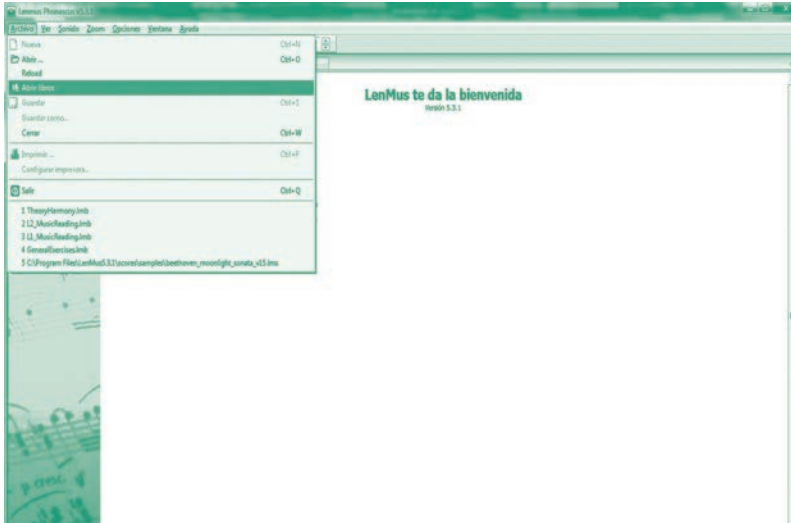 Lenmus Phonascus v5.3.1
Archivo Ver Sonido Zoom Opciones Ventana Ayuda
Nueva Ctrl+N
Abrir ... Ctrl+O
Reload
Abrir libros
Guardar Ctrl+S
Guardar como...
Cerrar Ctrl+W
Imprimir ... Ctrl+P
Configurar impresora..
Salir Ctrl+Q
1 TheoryHarmony.lmb
2 L2_MusicReading.lmb
3 L1_MusicReading.lmb
4 GeneralExercises.lmb
5 C:\Program Files\LenMus5.3.1\scores\samples\beethoven_moonlight_sonata_v15.lms
LenMus te da la bienvenida
Versión 5.3.1
p cresc.